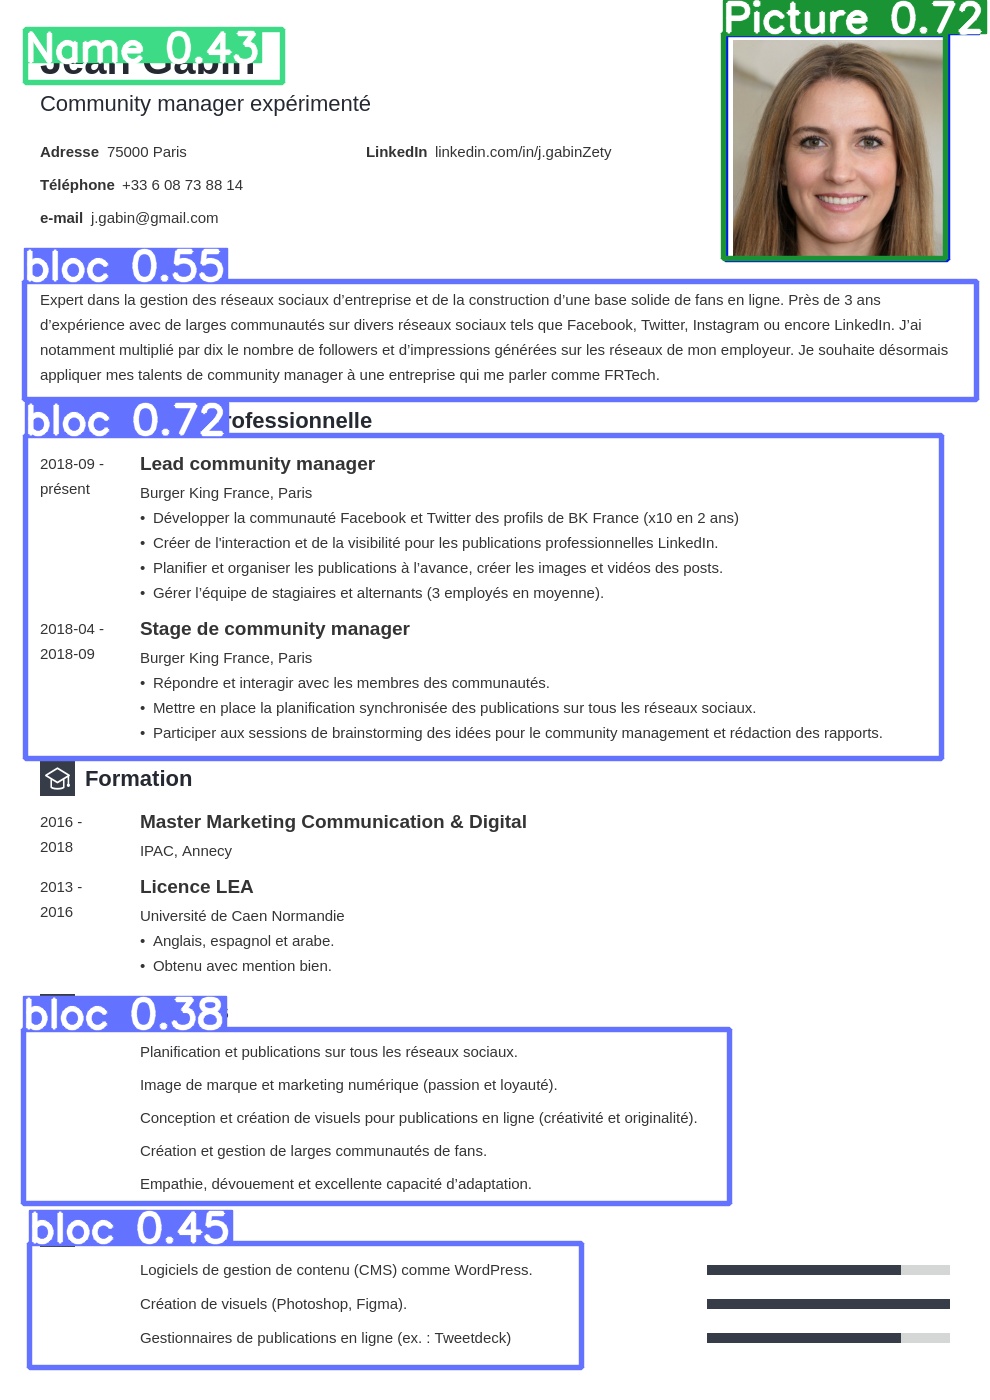 Name 0.43
Picture 0.72
Jean Gabin
Community manager expérimenté
Adresse 75000 Paris
LinkedIn linkedin.com/in/j.gabinZety
Téléphone +33 6 08 73 88 14
e-mail j.gabin@gmail.com
bloc 0.55
Expert dans la gestion des réseaux sociaux d’entreprise et de la construction d’une base solide de fans en ligne. Près de 3 ans
d’expérience avec de larges communautés sur divers réseaux sociaux tels que Facebook, Twitter, Instagram ou encore LinkedIn. J’ai
notamment multiplié par dix le nombre de followers et d’impressions générées sur les réseaux de mon employeur. Je souhaite désormais
appliquer mes talents de community manager à une entreprise qui me parler comme FRTech.
bloc 0.72
rofessionnelle
2018-09 -
présent
Lead community manager
Burger King France, Paris
• Développer la communauté Facebook et Twitter des profils de BK France (x10 en 2 ans)
• Créer de l'interaction et de la visibilité pour les publications professionnelles LinkedIn.
• Planifier et organiser les publications à l’avance, créer les images et vidéos des posts.
• Gérer l’équipe de stagiaires et alternants (3 employés en moyenne).
2018-04 -
2018-09
Stage de community manager
Burger King France, Paris
• Répondre et interagir avec les membres des communautés.
• Mettre en place la planification synchronisée des publications sur tous les réseaux sociaux.
• Participer aux sessions de brainstorming des idées pour le community management et rédaction des rapports.
Formation
2016 -
2018
Master Marketing Communication & Digital
IPAC, Annecy
2013 -
2016
Licence LEA
Université de Caen Normandie
• Anglais, espagnol et arabe.
• Obtenu avec mention bien.
bloc 0.38
Planification et publications sur tous les réseaux sociaux.
Image de marque et marketing numérique (passion et loyauté).
Conception et création de visuels pour publications en ligne (créativité et originalité).
Création et gestion de larges communautés de fans.
Empathie, dévouement et excellente capacité d’adaptation.
bloc 0.45
Logiciels de gestion de contenu (CMS) comme WordPress.
Création de visuels (Photoshop, Figma).
Gestionnaires de publications en ligne (ex. : Tweetdeck)